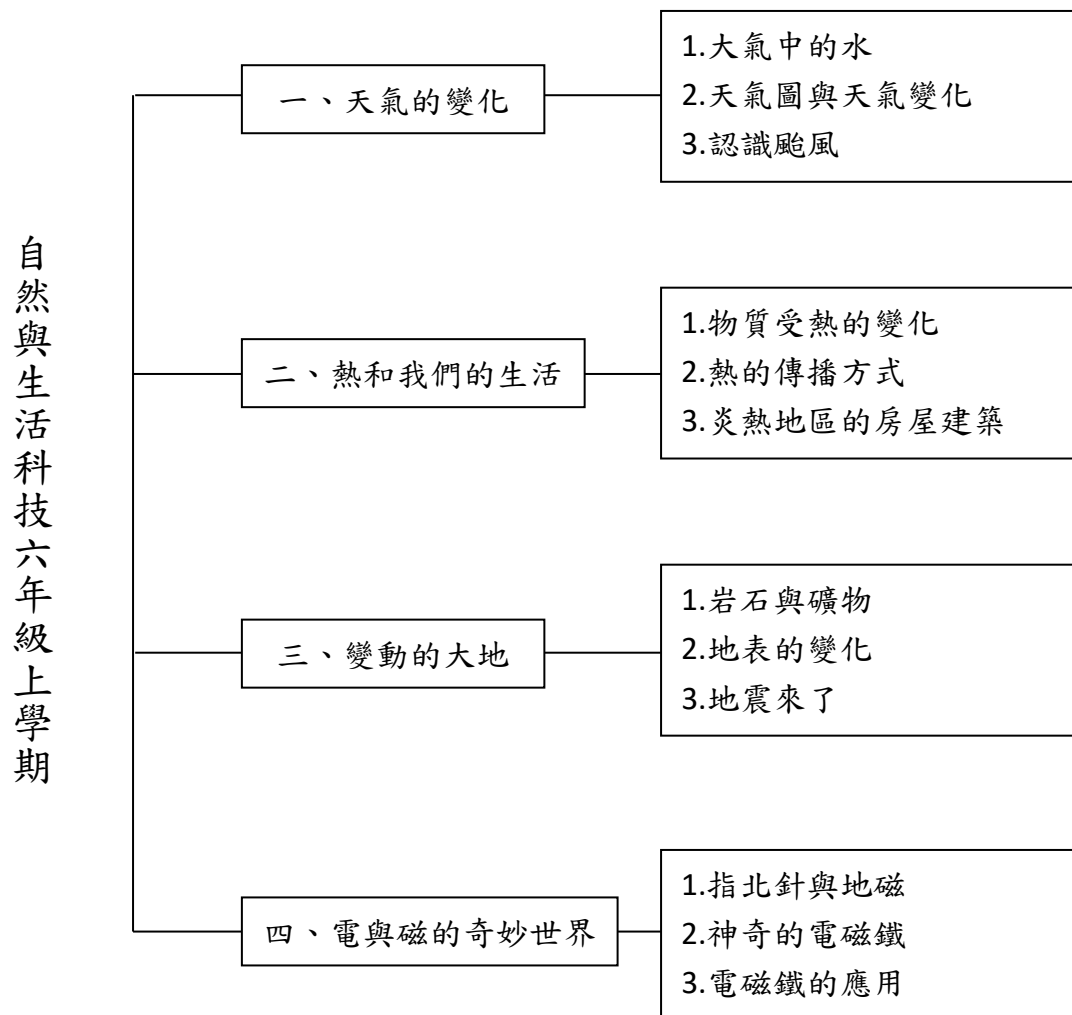 自然與生活科技六年級上學期
一、天氣的變化
1.大氣中的水
2.天氣圖與天氣變化
3.認識颱風
二、熱和我們的生活
1.物質受熱的變化
2.熱的傳播方式
3.炎熱地區的房屋建築
三、變動的大地
1.岩石與礦物
2.地表的變化
3.地震來了
四、電與磁的奇妙世界
1.指北針與地磁
2.神奇的電磁鐵
3.電磁鐵的應用